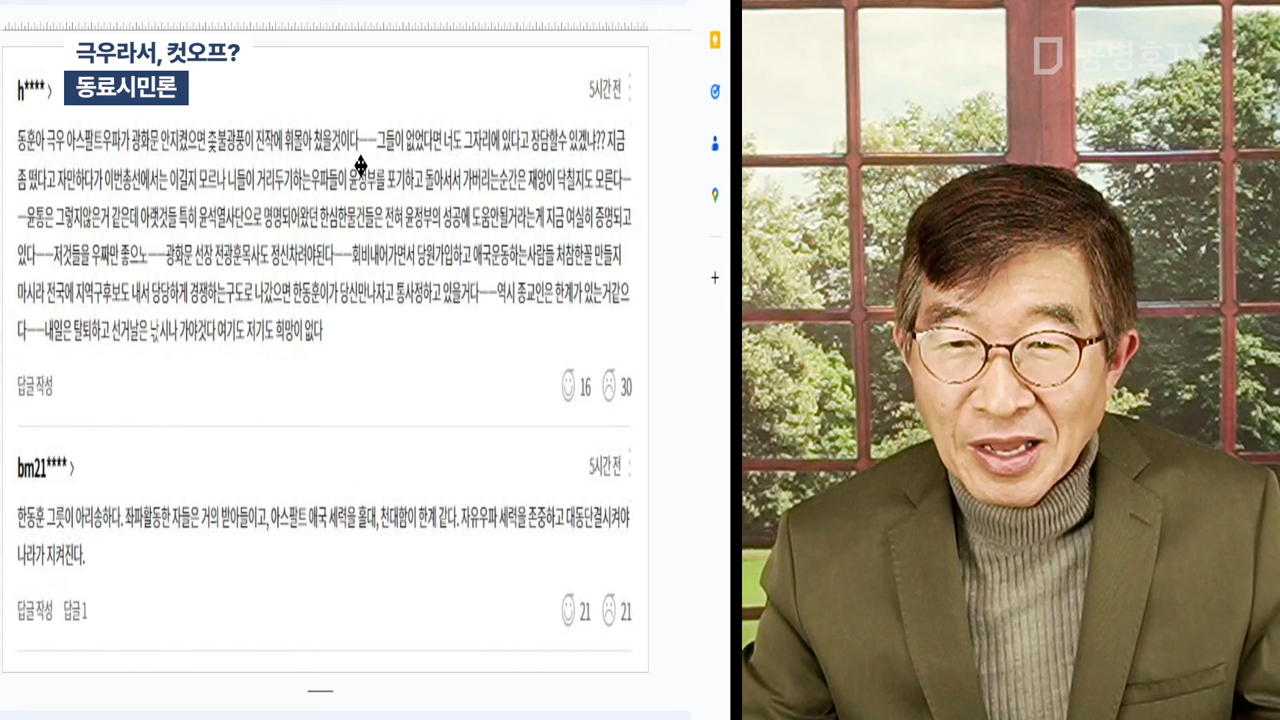 극우라서, 컷오프?
동료시민론
공병호TV
h****〉
5시간 전
동훈아 극우 아스팔트우파가 광화문 안지켰으면 촟불광풍이 진작에 휘몰아 쳤을것이다---그들이 없었다면 너도 그자리에 있다고 장담할수 있겠냐?? 지금
좀 떴다고 자만하다가 이번총선에서는 이길지 모르나 니들이 거리두기하는우파들이 윤정부를 포기하고 돌아서서 가버리는순간은 재앙이 닥칠지도 모른다--
-윤통은 그렇지않은거 같은데 아랫것들 특히 윤석열사단으로 명명되어왔던 한심한물건들은 전혀 윤정부의 성공에 도움안될거라는게 지금 여실히 증명되고
있다---저것들을 우짜만 좋으노---광화문 선장 전광훈목사도 정신차려야된다---회비내어가면서 당원가입하고 애국운동하는사람들 처참한꼴 만들지
마시라 전국에 지역구후보도 내서 당당하게 경쟁하는구도로 나갔으면 한동훈이가 당신만나자고 통사정하고 있을거다---역시 종교인은 한계가 있는거같으
다---내일은 탈퇴하고 선거날은 낛시나 가아것다 여기도 저기도 희망이 없다
답글 작성
16 30
bm21****〉
5시간 전
한동훈 그릇이 아리송하다. 좌파활동한 자들은 거의 받아들이고, 아스팔트 애국 세력을 홀대, 천대함이 한계 같다. 자유우파 세력을 존중하고 대동단결시켜야
나라가 지켜진다.
답글 작성 답글 1
21 21